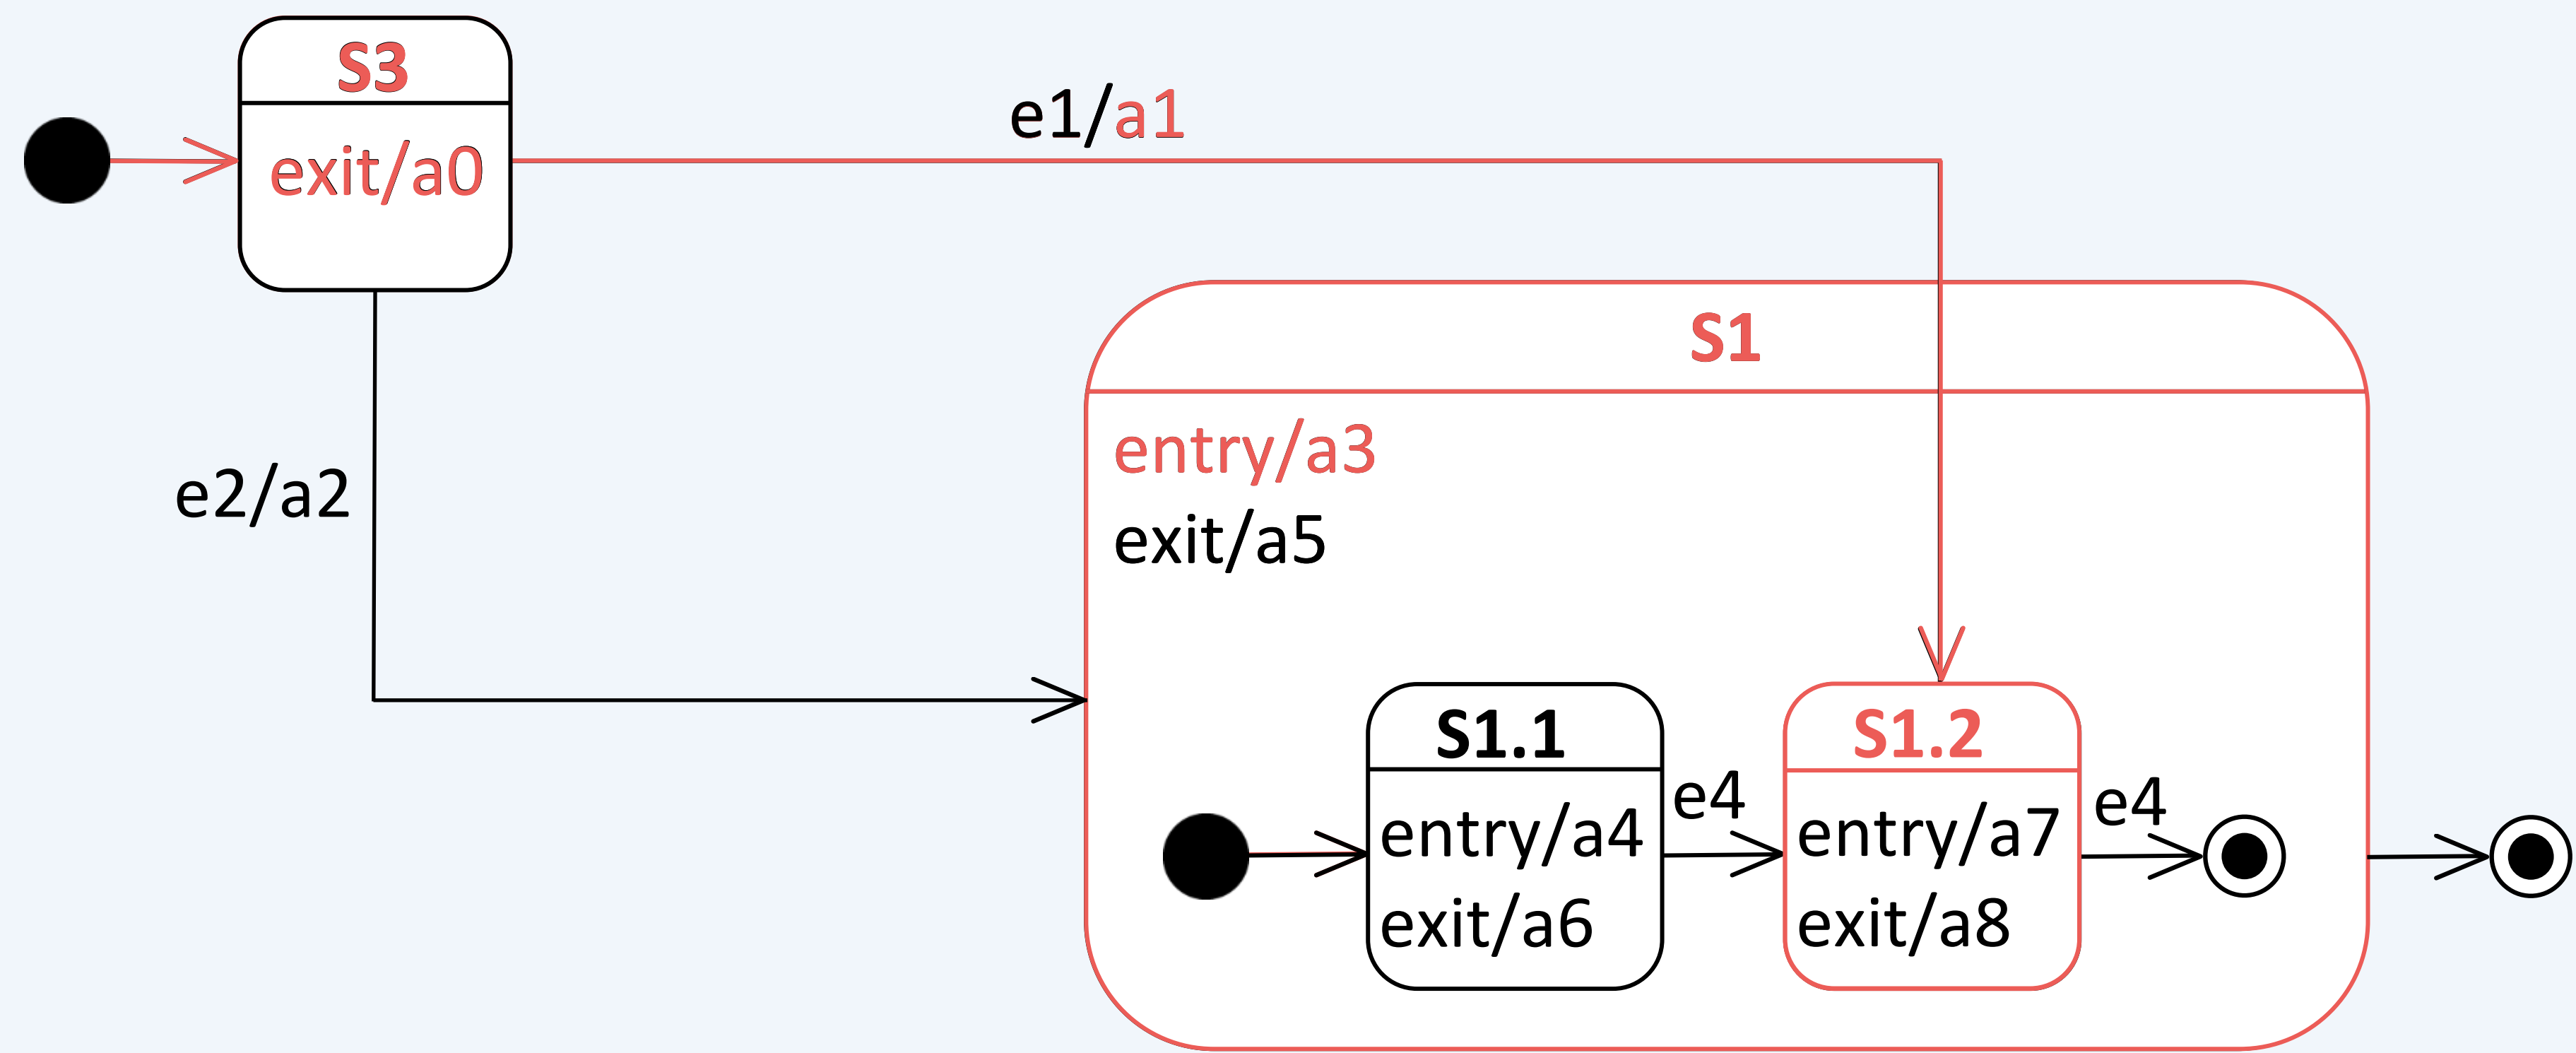 S3
exit/a0
e1/a1
e2/a2
S1
entry/a3
exit/a5
S1.1
entry/a4
exit/a6
e4
S1.2
entry/a7
exit/a8
e4